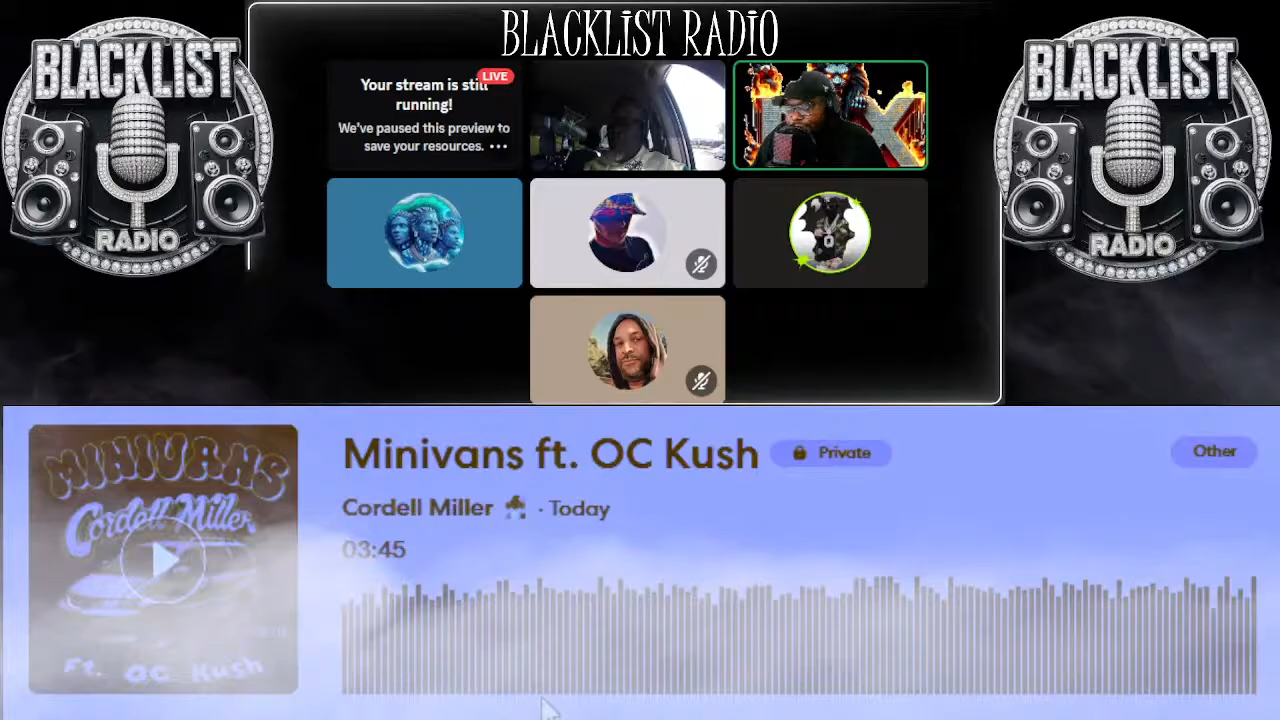 BLACKLIST RADIO
BLACKLIST
RADIO
BLACKLIST
RADIO
LIVE
Your stream is still
running!
We've paused this preview to
save your resources.
MINIVANS
Cordell Miller
Ft. OC Kush
Minivans ft. OC Kush
Private
Other
Cordell Miller · Today
03:45